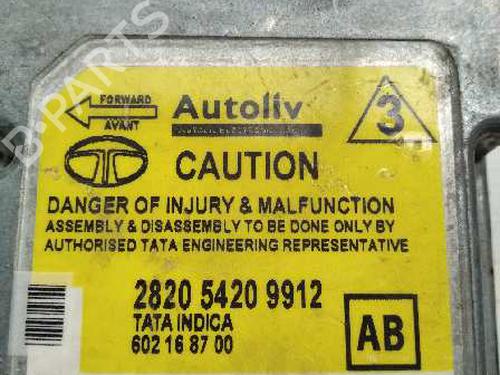 FORWARD
AVANT
Autoliv
3
CAUTION
DANGER OF INJURY & MALFUNCTION
ASSEMBLY & DISASSEMBLY TO BE DONE ONLY BY
AUTHORISED TATA ENGINEERING REPRESENTATIVE
2820 5420 9912
TATA INDICA
602 16 87 00
AB
B-PARTS